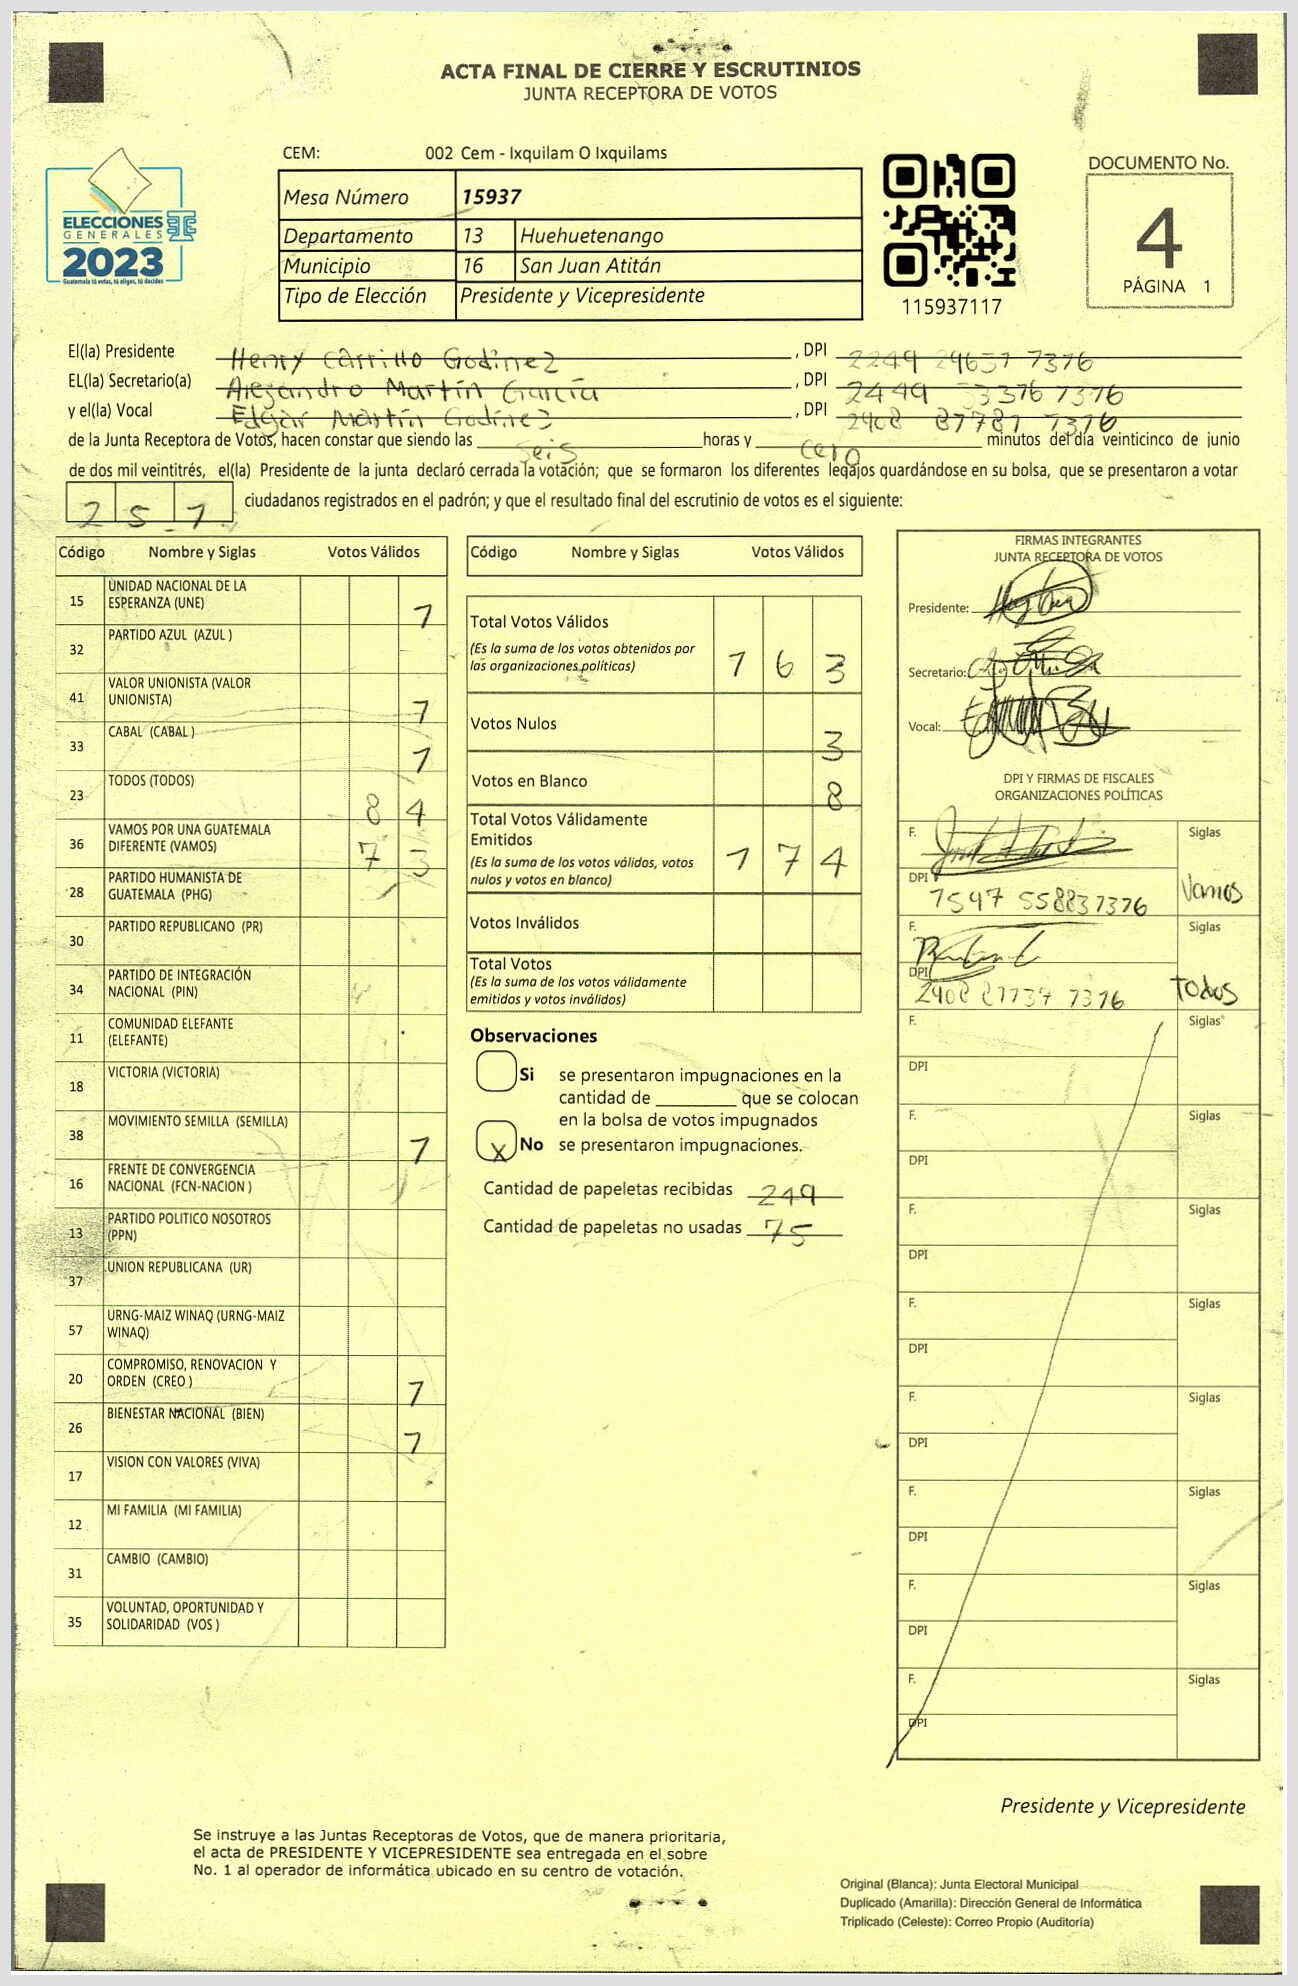 ACTA FINAL DE CIERRE Y ESCRUTINIOS
JUNTA RECEPTORA DE VOTOS
CEM: 002 Cem - Ixquilam O Ixquilams
ELECCIONES
GENERALES
2023
Guatemala tú votas, tú eliges, tú decides
Mesa Número 15937
Departamento 13 Huehuetenango
Municipio 16 San Juan Atitán
Tipo de Elección Presidente y Vicepresidente
115937117
DOCUMENTO No.
4
PÁGINA 1
El(la) Presidente Henry Carrillo Godinez , DPI 2249 1316
EL(la) Secretario(a) Alejandro Martín García , DPI 2449 1316
y el(la) Vocal Edgar Martín Godinez , DPI 2408 87781 1316
de la Junta Receptora de Votos, hacen constar que siendo las seis horas y cero minutos del día veinticinco de junio
de dos mil veintitrés, el(la) Presidente de la junta declaró cerrada la votación; que se formaron los diferentes legajos guardándose en su bolsa, que se presentaron a votar
2 5 1 ciudadanos registrados en el padrón; y que el resultado final del escrutinio de votos es el siguiente:
Código Nombre y Siglas Votos Válidos
15 UNIDAD NACIONAL DE LA
ESPERANZA (UNE) 1
32 PARTIDO AZUL (AZUL )
41 VALOR UNIONISTA (VALOR
UNIONISTA) 1
33 CABAL (CABAL ) 1
23 TODOS (TODOS) 8 4
36 VAMOS POR UNA GUATEMALA
DIFERENTE (VAMOS) 7 3
28 PARTIDO HUMANISTA DE
GUATEMALA (PHG)
30 PARTIDO REPUBLICANO (PR)
34 PARTIDO DE INTEGRACIÓN
NACIONAL (PIN)
11 COMUNIDAD ELEFANTE
(ELEFANTE)
18 VICTORIA (VICTORIA)
38 MOVIMIENTO SEMILLA (SEMILLA) 1
16 FRENTE DE CONVERGENCIA
NACIONAL (FCN-NACION )
13 PARTIDO POLITICO NOSOTROS
(PPN)
37 UNION REPUBLICANA (UR)
57 URNG-MAIZ WINAQ (URNG-MAIZ
WINAQ)
20 COMPROMISO, RENOVACION Y
ORDEN (CREO ) 1
26 BIENESTAR NACIONAL (BIEN) 1
17 VISION CON VALORES (VIVA)
12 MI FAMILIA (MI FAMILIA)
31 CAMBIO (CAMBIO)
35 VOLUNTAD, OPORTUNIDAD Y
SOLIDARIDAD (VOS )
Código Nombre y Siglas Votos Válidos
Total Votos Válidos
(Es la suma de los votos obtenidos por
las organizaciones políticas) 1 6 3
Votos Nulos 3
Votos en Blanco 8
Total Votos Válidamente
Emitidos
(Es la suma de los votos válidos, votos
nulos y votos en blanco) 1 7 4
Votos Inválidos
Total Votos
(Es la suma de los votos válidamente
emitidos y votos inválidos)
Observaciones
Si se presentaron impugnaciones en la
cantidad de ________ que se colocan
en la bolsa de votos impugnados
X No se presentaron impugnaciones.
Cantidad de papeletas recibidas 249
Cantidad de papeletas no usadas 75
FIRMAS INTEGRANTES
JUNTA RECEPTORA DE VOTOS
Presidente:
Secretario:
Vocal:
DPI Y FIRMAS DE FISCALES
ORGANIZACIONES POLÍTICAS
F. Siglas
DPI 1547 55883 1316 Vamos
F. Siglas
DPI 2408 87737 1316 Todos
F. Siglas
DPI
F. Siglas
DPI
F. Siglas
DPI
F. Siglas
DPI
F. Siglas
DPI
F. Siglas
DPI
F. Siglas
DPI
F. Siglas
DPI
Presidente y Vicepresidente
Se instruye a las Juntas Receptoras de Votos, que de manera prioritaria,
el acta de PRESIDENTE Y VICEPRESIDENTE sea entregada en el sobre
No. 1 al operador de informática ubicado en su centro de votación.
Original (Blanca): Junta Electoral Municipal
Duplicado (Amarilla): Dirección General de Informática
Triplicado (Celeste): Correo Propio (Auditoría)